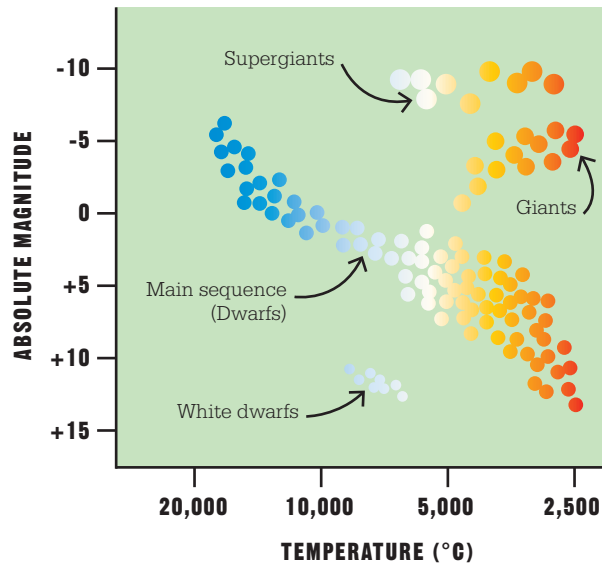 Supergiants
-10
-5
0
+5
+10
+15
ABSOLUTE MAGNITUDE
Giants
Main sequence
(Dwarfs)
White dwarfs
20,000
10,000
5,000
2,500
TEMPERATURE (°C)